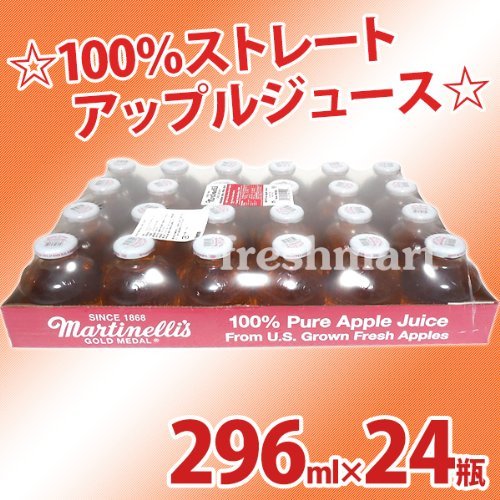 ☆100%ストレート
アップルジュース☆
freshmart
SINCE 1868
Martinelli's
GOLD MEDAL®
100% Pure Apple Juice
From U.S. Grown Fresh Apples
296ml×24瓶